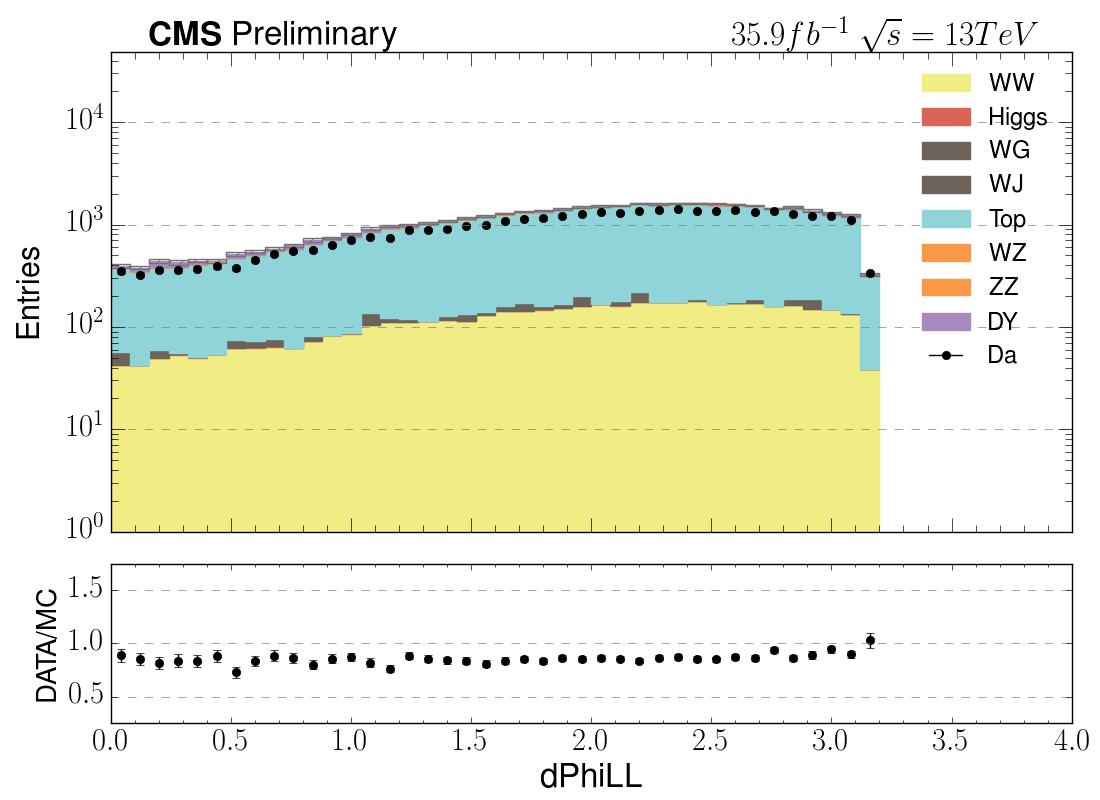 CMS Preliminary 35.9fb⁻¹ √s = 13TeV
Entries
10⁴
10³
10²
10¹
10⁰
WW
Higgs
WG
WJ
Top
WZ
ZZ
DY
Da
DATA/MC
1.5
1.0
0.5
0.0 0.5 1.0 1.5 2.0 2.5 3.0 3.5 4.0
dPhiLL